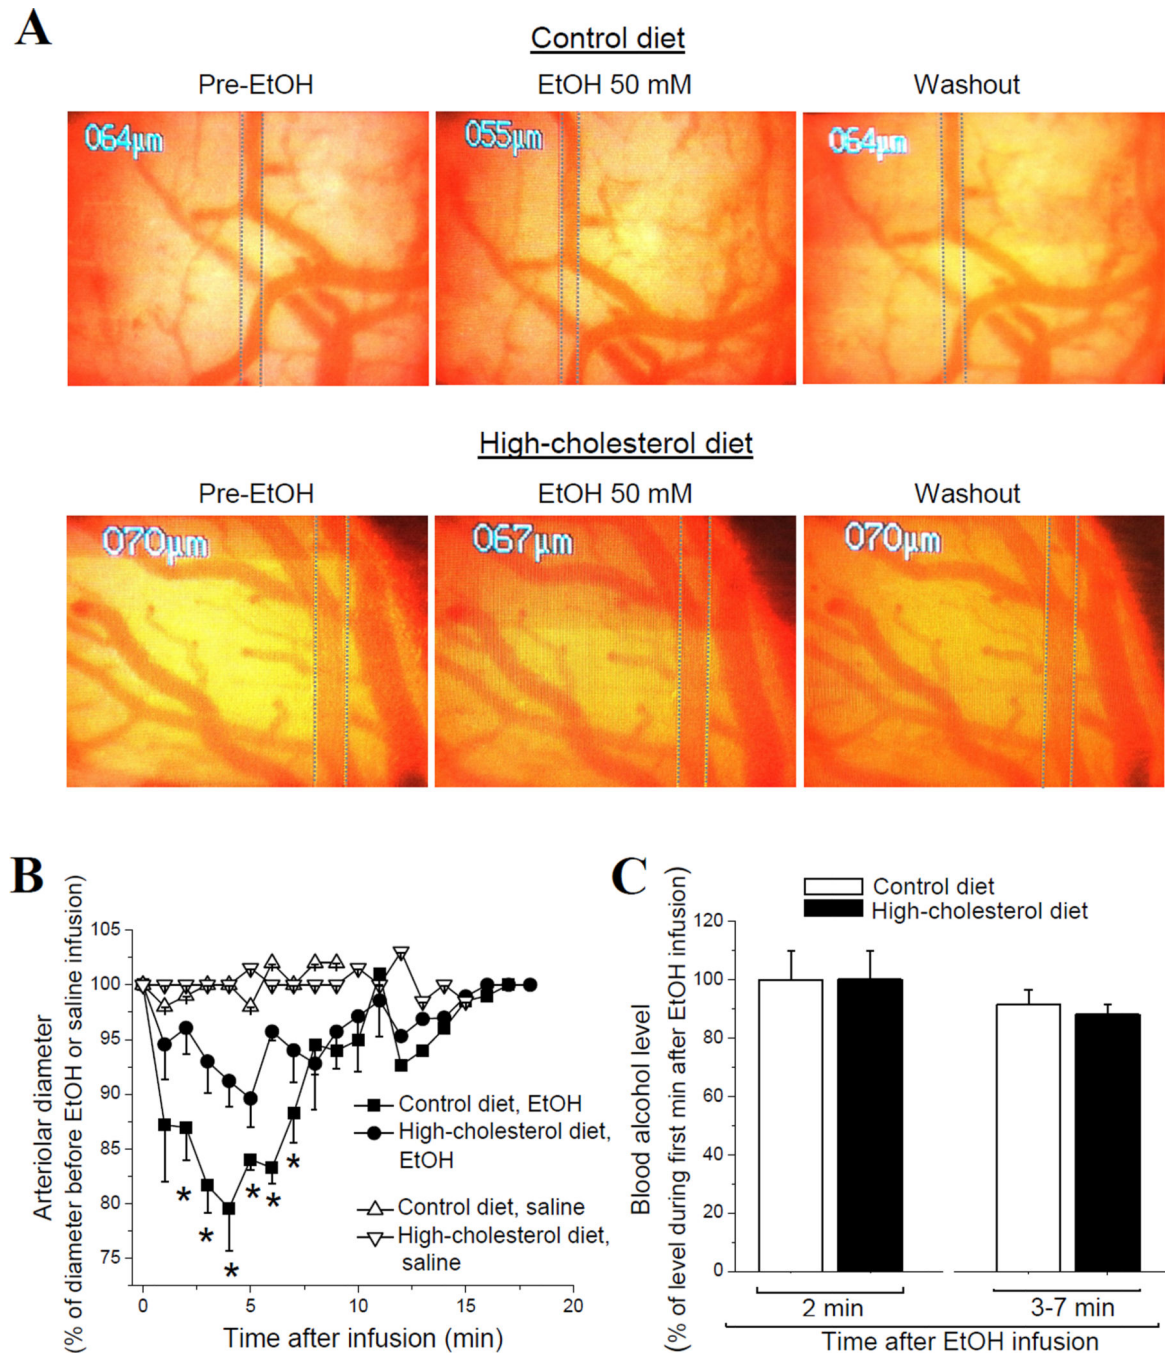 A
Control diet
Pre-EtOH
EtOH 50 mM
Washout
064µm
055µm
064µm
High-cholesterol diet
Pre-EtOH
EtOH 50 mM
Washout
070µm
067µm
070µm
B
Arteriolar diameter
(% of diameter before EtOH or saline infusion)
105
100
95
90
85
80
75
0
5
10
15
20
Time after infusion (min)
Control diet, EtOH
High-cholesterol diet,
EtOH
Control diet, saline
High-cholesterol diet,
saline
*
*
*
*
*
*
C
Control diet
High-cholesterol diet
Blood alcohol level
(% of level during first min after EtOH infusion)
120
100
80
60
40
20
0
2 min
3-7 min
Time after EtOH infusion